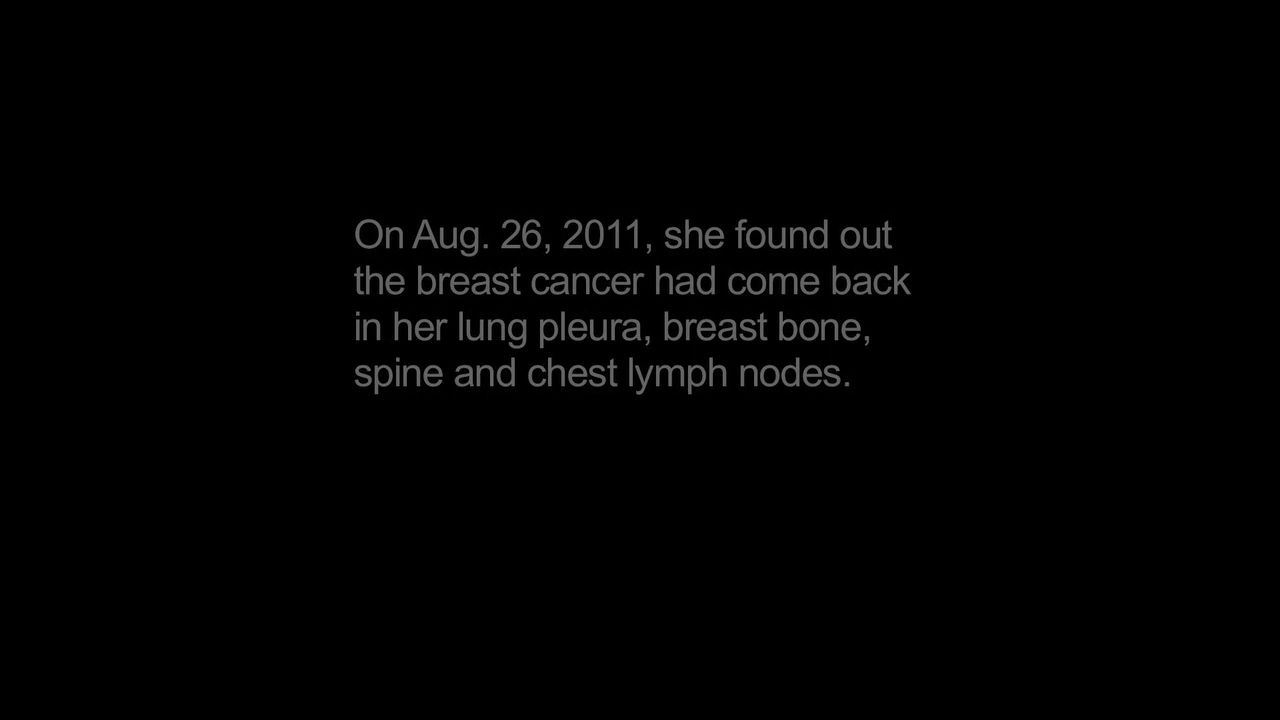 On Aug. 26, 2011, she found out
the breast cancer had come back
in her lung pleura, breast bone,
spine and chest lymph nodes.